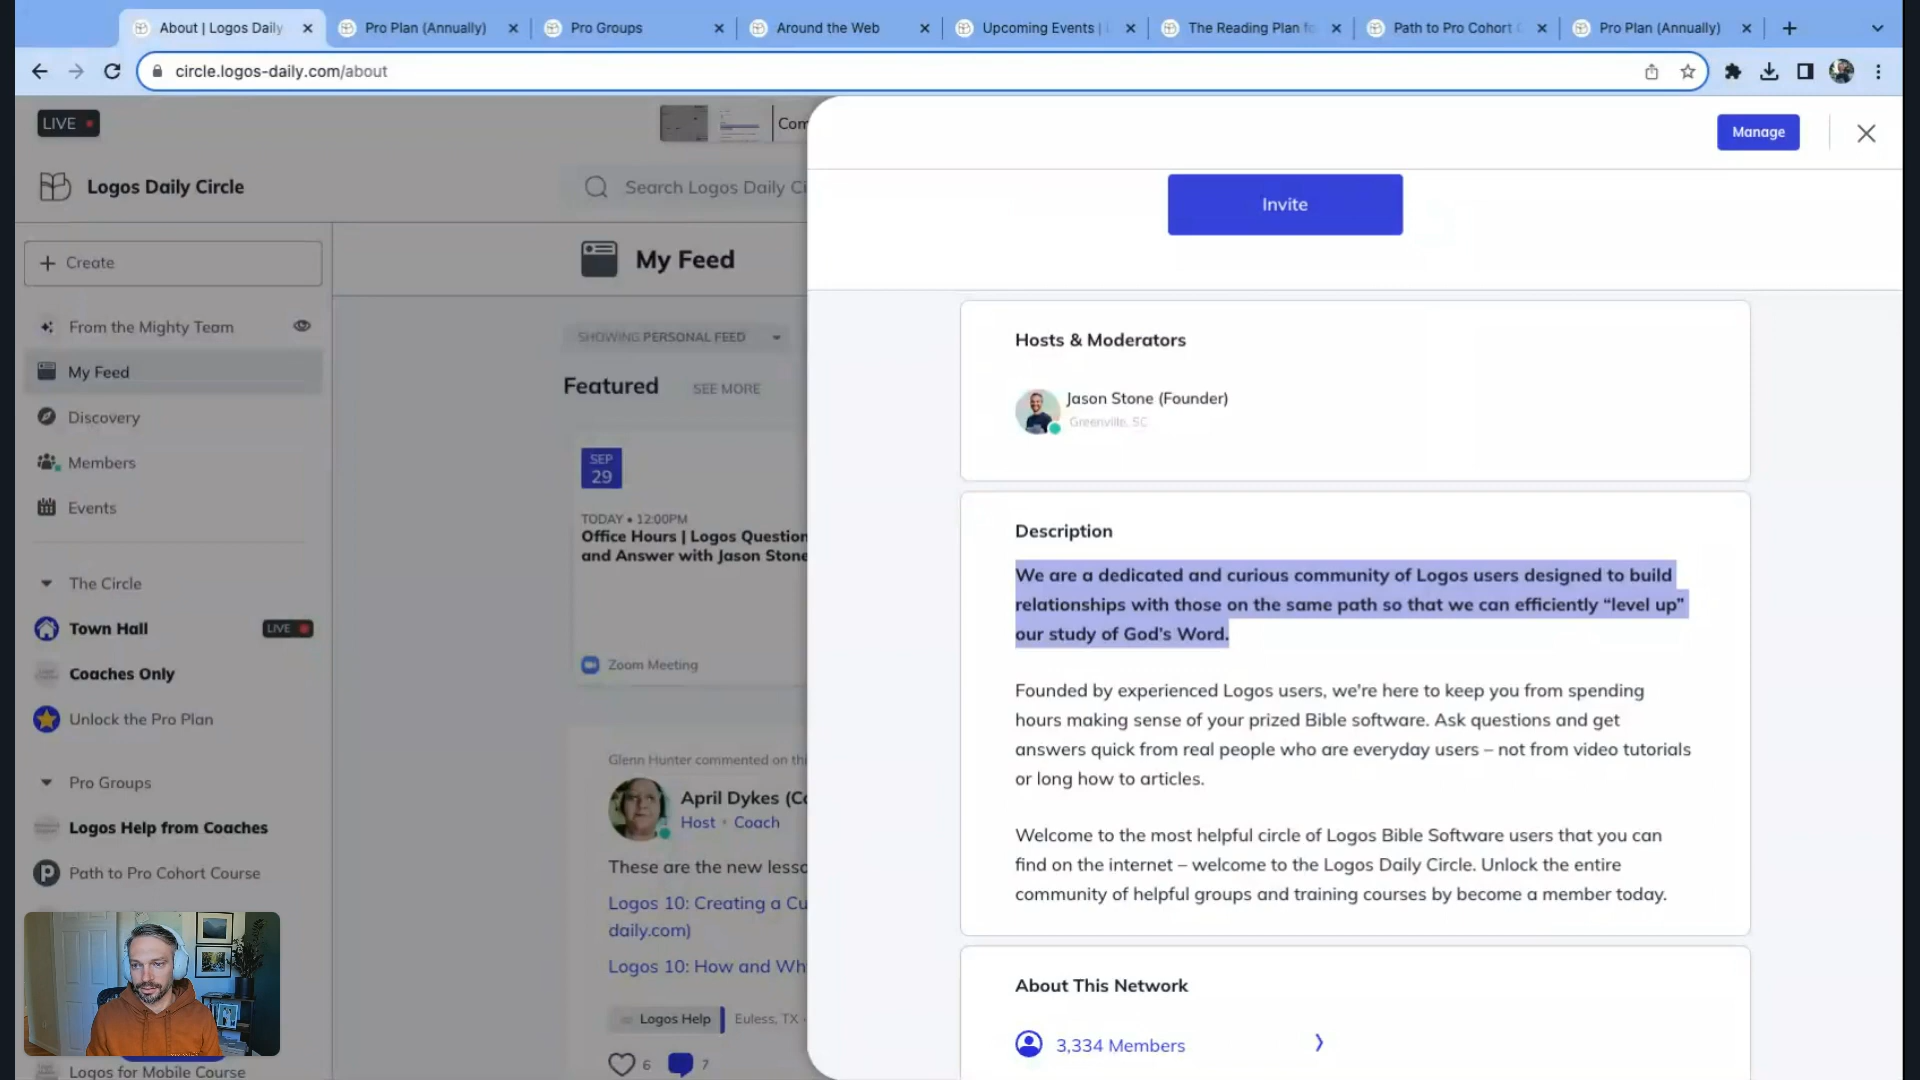 About | Logos Daily
Pro Plan (Annually)
Pro Groups
Around the Web
Upcoming Events |
The Reading Plan fo
Path to Pro Cohort
Pro Plan (Annually)
circle.logos-daily.com/about
LIVE
Com
Manage
Logos Daily Circle
Search Logos Daily Ci
Invite
Create
My Feed
From the Mighty Team
My Feed
Discovery
Members
Events
The Circle
Town Hall
LIVE
Coaches Only
Unlock the Pro Plan
Pro Groups
Logos Help from Coaches
Path to Pro Cohort Course
Logos for Mobile Course
SHOWING PERSONAL FEED
Featured
SEE MORE
SEP
29
TODAY • 12:00PM
Office Hours | Logos Question
and Answer with Jason Stone
Zoom Meeting
Glenn Hunter commented on thi
April Dykes (Co
Host • Coach
These are the new lesso
Logos 10: Creating a Cu
daily.com)
Logos 10: How and Wh
Logos Help
Euless, TX
6
7
Hosts & Moderators
Jason Stone (Founder)
Greenville, SC
Description
We are a dedicated and curious community of Logos users designed to build
relationships with those on the same path so that we can efficiently “level up”
our study of God’s Word.
Founded by experienced Logos users, we're here to keep you from spending
hours making sense of your prized Bible software. Ask questions and get
answers quick from real people who are everyday users – not from video tutorials
or long how to articles.
Welcome to the most helpful circle of Logos Bible Software users that you can
find on the internet – welcome to the Logos Daily Circle. Unlock the entire
community of helpful groups and training courses by become a member today.
About This Network
3,334 Members